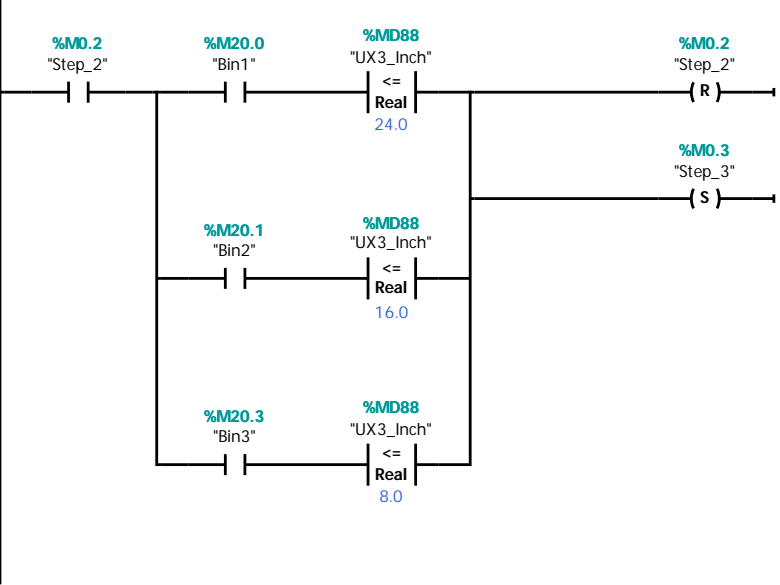 %M0.2
"Step_2"
%M20.0
"Bin1"
%MD88
"UX3_Inch"
<=
Real
24.0
%M0.2
"Step_2"
R
%M0.3
"Step_3"
S
%M20.1
"Bin2"
%MD88
"UX3_Inch"
<=
Real
16.0
%M20.3
"Bin3"
%MD88
"UX3_Inch"
<=
Real
8.0